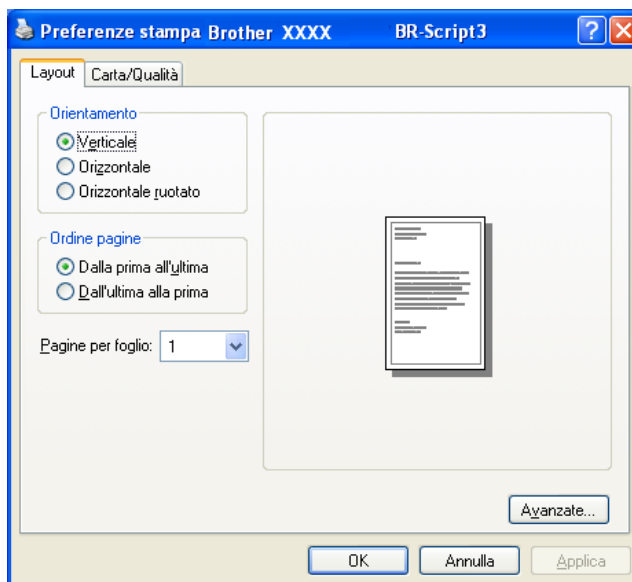 Preferenze stampa Brother XXXX BR-Script3
Layout
Carta/Qualità
Orientamento
Verticale
Orizzontale
Orizzontale ruotato
Ordine pagine
Dalla prima all'ultima
Dall'ultima alla prima
Pagine per foglio: 1
Avanzate...
OK
Annulla
Applica